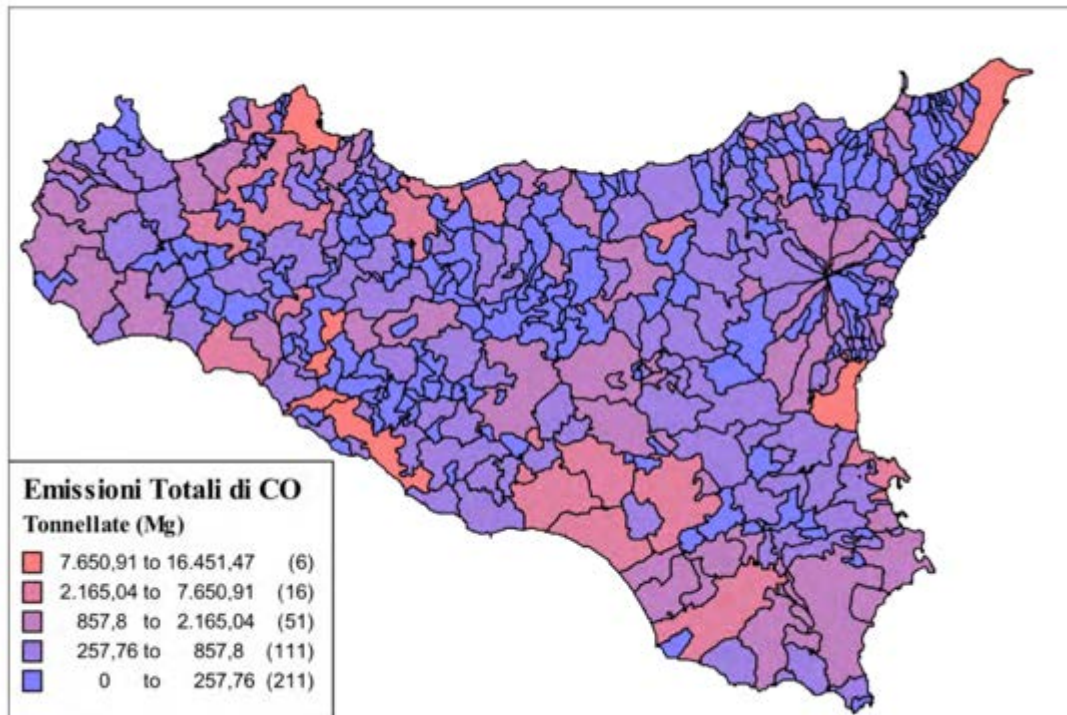 Emissioni Totali di CO
Tonnellate (Mg)
7.650,91 to 16.451,47 (6)
2.165,04 to 7.650,91 (16)
857,8 to 2.165,04 (51)
257,76 to 857,8 (111)
0 to 257,76 (211)